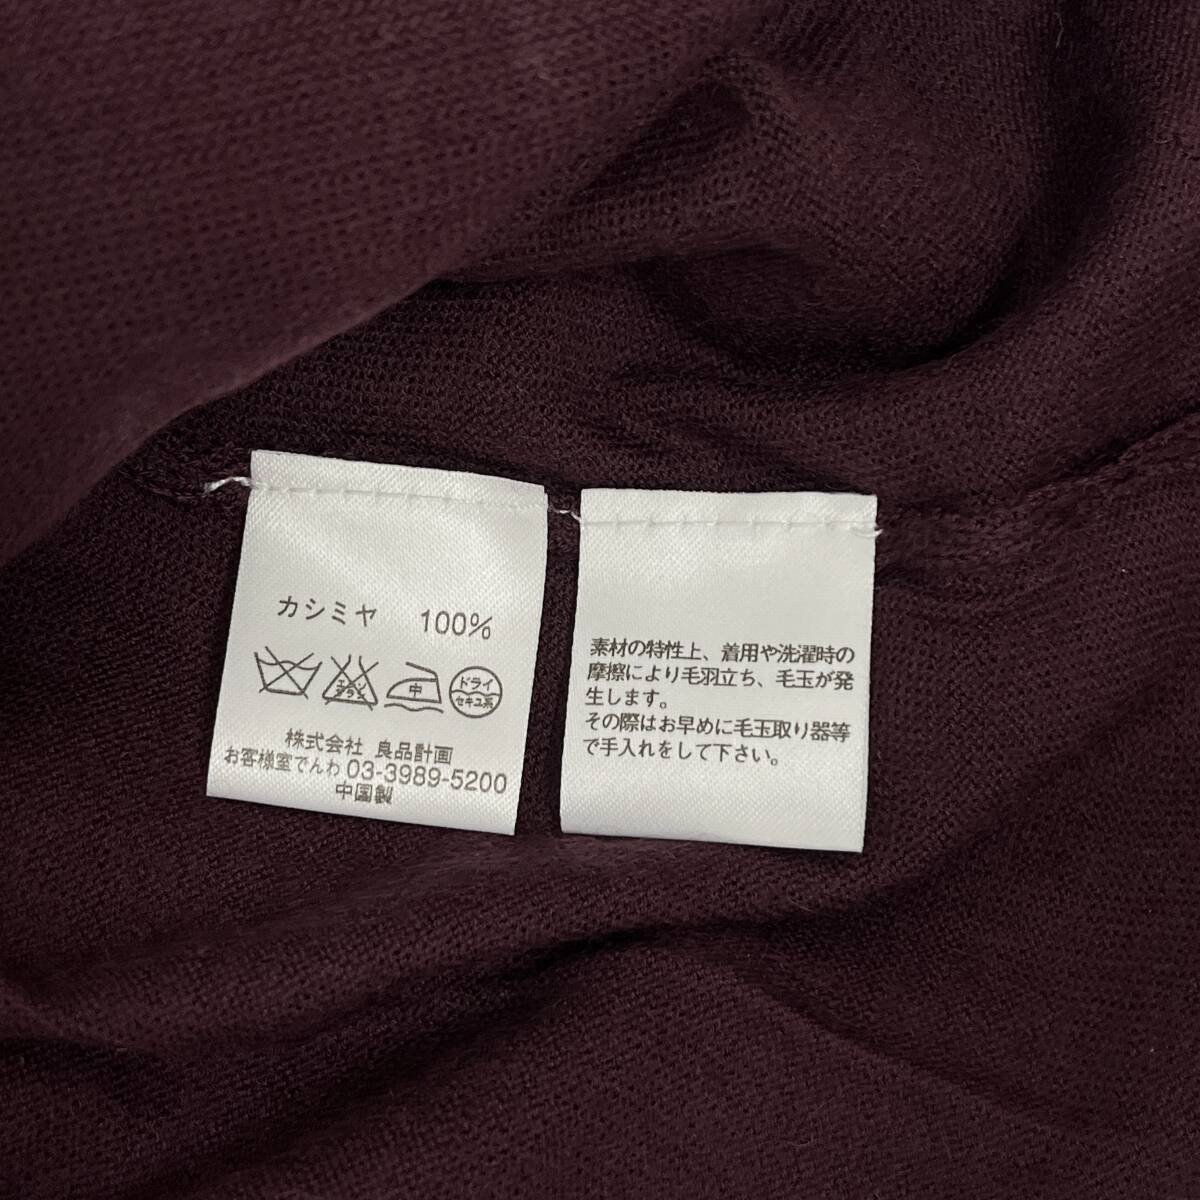 カシミヤ 100%
エンソ
サラシ
中
ドライ
セキユ系
株式会社 良品計画
お客様室でんわ 03-3989-5200
中国製
素材の特性上、着用や洗濯時の
摩擦により毛羽立ち、毛玉が発
生します。
その際はお早めに毛玉取り器等
で手入れをして下さい。